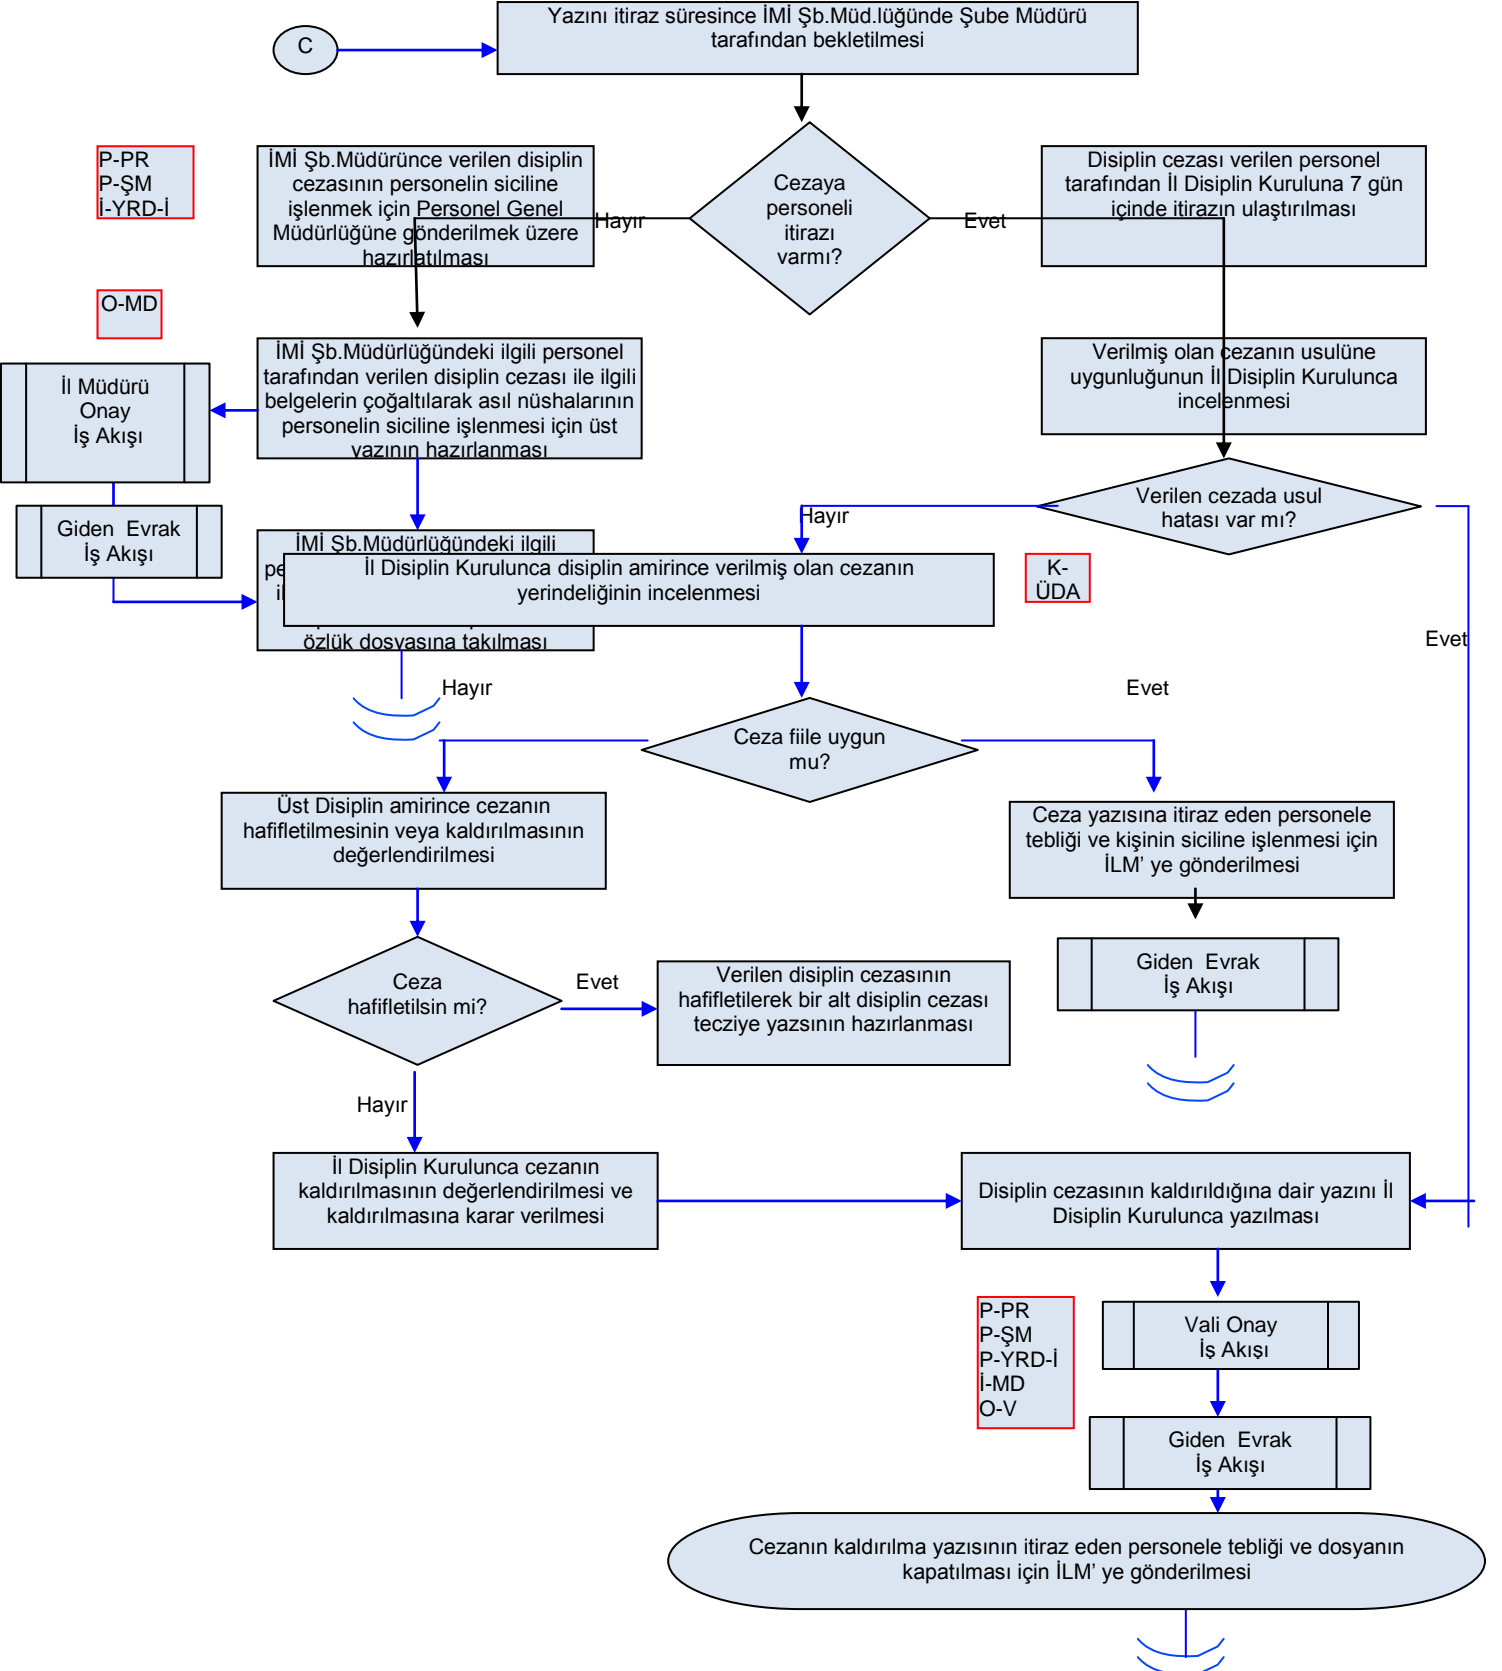 Yazını itiraz süresince İMİ Şb.Müd.lüğünde Şube Müdürü
tarafından bekletilmesi
C
P-PR
P-ŞM
İ-YRD-İ
İMİ Şb.Müdürünce verilen disiplin
cezasının personelin siciline
işlenmek için Personel Genel
Müdürlüğüne gönderilmek üzere
hazırlatılması
Hayır
Cezaya
personeli
itirazı
varmı?
Evet
Disiplin cezası verilen personel
tarafından İl Disiplin Kuruluna 7 gün
içinde itirazın ulaştırılması
O-MD
İMİ Şb.Müdürlüğündeki ilgili personel
tarafından verilen disiplin cezası ile ilgili
belgelerin çoğaltılarak asıl nüshalarının
personelin siciline işlenmesi için üst
yazının hazırlanması
Verilmiş olan cezanın usulüne
uygunluğunun İl Disiplin Kurulunca
incelenmesi
İl Müdürü
Onay
İş Akışı
Giden Evrak
İş Akışı
Verilen cezada usul
hatası var mı?
Hayır
Evet
İMİ Şb.Müdürlüğündeki ilgili
özlük dosyasına takılması
İl Disiplin Kurulunca disiplin amirince verilmiş olan cezanın
yerindeliğinin incelenmesi
K-
ÜDA
Hayır
Ceza fiile uygun
mu?
Evet
Üst Disiplin amirince cezanın
hafifletilmesinin veya kaldırılmasının
değerlendirilmesi
Ceza yazısına itiraz eden personele
tebliği ve kişinin siciline işlenmesi için
İLM' ye gönderilmesi
Giden Evrak
İş Akışı
Ceza
hafifletilsin mi?
Evet
Verilen disiplin cezasının
hafifletilerek bir alt disiplin cezası
tecziye yazsının hazırlanması
Hayır
İl Disiplin Kurulunca cezanın
kaldırılmasının değerlendirilmesi ve
kaldırılmasına karar verilmesi
Disiplin cezasının kaldırıldığına dair yazını İl
Disiplin Kurulunca yazılması
P-PR
P-ŞM
P-YRD-İ
İ-MD
O-V
Vali Onay
İş Akışı
Giden Evrak
İş Akışı
Cezanın kaldırılma yazısının itiraz eden personele tebliği ve dosyanın
kapatılması için İLM' ye gönderilmesi